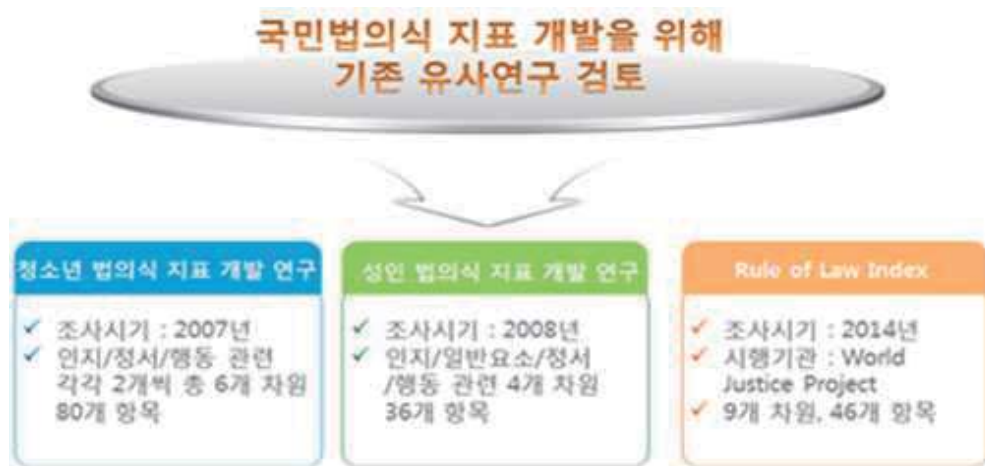 국민법의식 지표 개발을 위해
기존 유사연구 검토
청소년 법의식 지표 개발 연구
✓ 조사시기 : 2007년
✓ 인지/정서/행동 관련
각각 2개씩 총 6개 차원
80개 항목
성인 법의식 지표 개발 연구
✓ 조사시기 : 2008년
✓ 인지/일반요소/정서
/행동 관련 4개 차원
36개 항목
Rule of Law Index
✓ 조사시기 : 2014년
✓ 시행기관 : World
Justice Project
✓ 9개 차원, 46개 항목